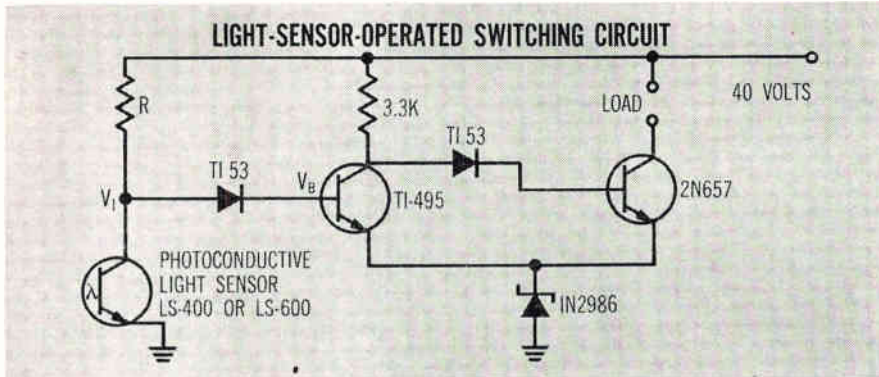 LIGHT-SENSOR-OPERATED SWITCHING CIRCUIT
R
3.3K
LOAD
40 VOLTS
TI 53
TI 53
V₁
V_B
TI-495
2N657
PHOTOCONDUCTIVE
LIGHT SENSOR
LS-400 OR LS-600
λ
IN2986